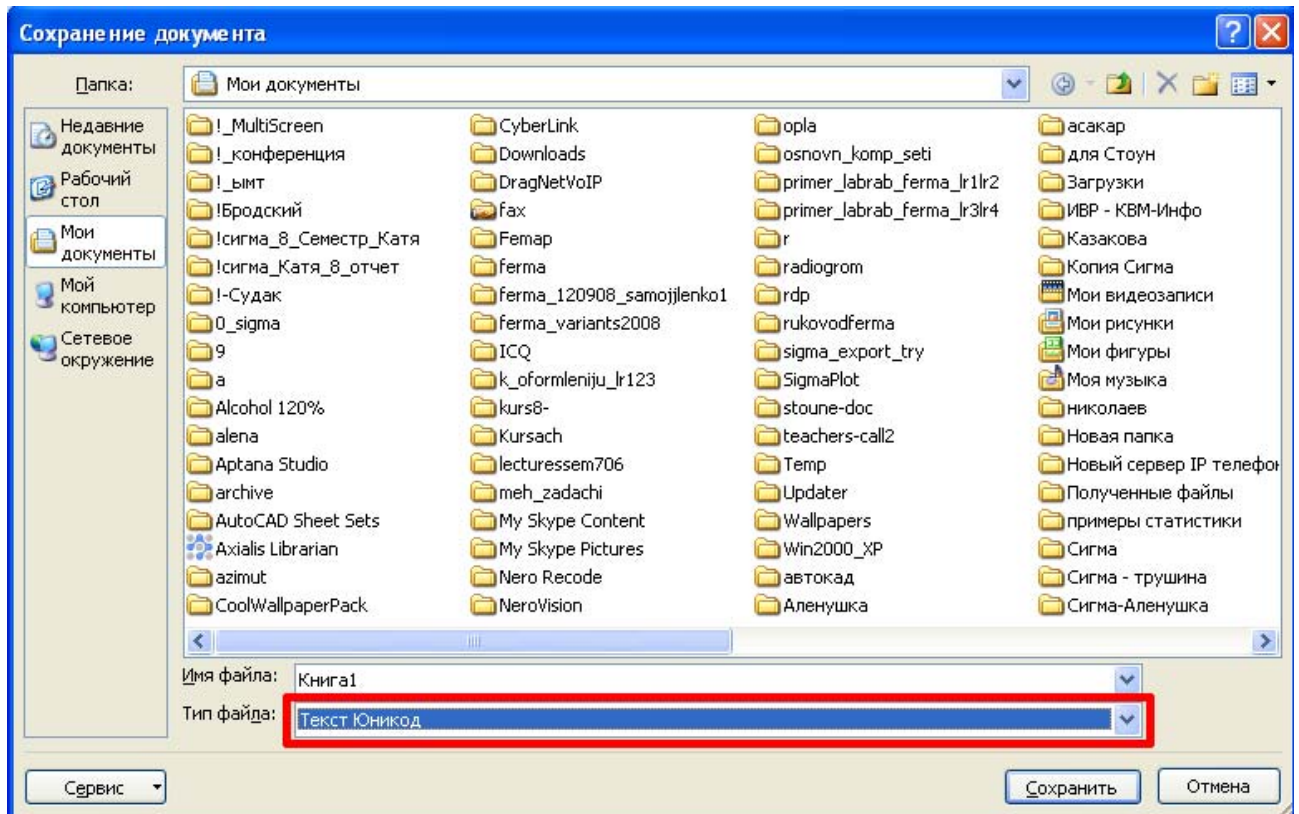 Сохранение документа
Папка:
Мои документы
Недавние
документы
Рабочий
стол
Мои
документы
Мой
компьютер
Сетевое
окружение
!_MultiScreen
!_конференция
!_ымт
!Бродский
!сигма_8_Семестр_Катя
!сигма_Катя_8_отчет
!-Судак
0_sigma
9
a
Alcohol 120%
alena
Aptana Studio
archive
AutoCAD Sheet Sets
Axialis Librarian
azimut
CoolWallpaperPack
CyberLink
Downloads
DragNetVoIP
fax
Femap
ferma
ferma_120908_samojjlenko1
ferma_variants2008
ICQ
k_oformleniju_lr123
kurs8-
Kursach
lecturessem706
meh_zadachi
My Skype Content
My Skype Pictures
Nero Recode
NeroVision
opla
osnovn_komp_seti
primer_labrab_ferma_lr1lr2
primer_labrab_ferma_lr3lr4
r
radiogrom
rdp
rukovodferma
sigma_export_try
SigmaPlot
stoune-doc
teachers-call2
Temp
Updater
Wallpapers
Win2000_XP
автокад
Аленушка
асакар
для Стоун
Загрузки
ИВР - КВМ-Инфо
Казакова
Копия Сигма
Мои видеозаписи
Мои рисунки
Мои фигуры
Моя музыка
николаев
Новая папка
Новый сервер IP телефон
Полученные файлы
примеры статистики
Сигма
Сигма - трушина
Сигма-Аленушка
Имя файла:
Книга1
Тип файла:
Текст Юникод
Сервис
Сохранить
Отмена